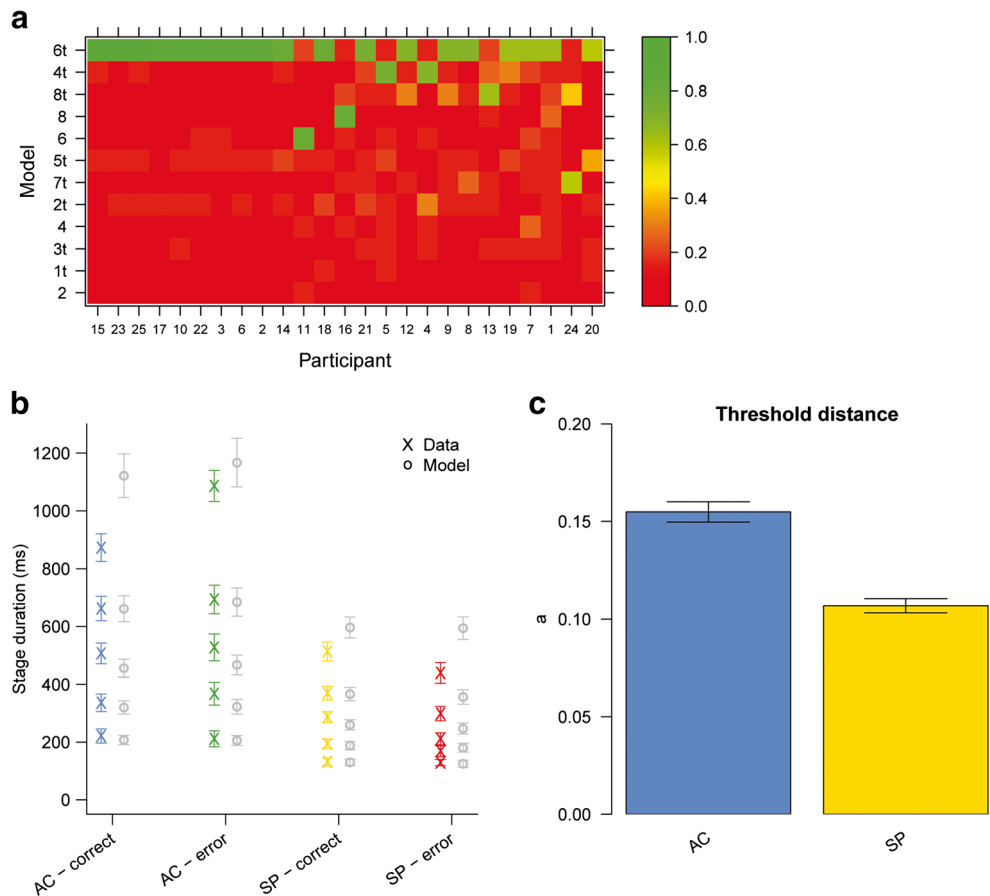 a
6t
4t
8t
8
6
5t
7t
2t
4
3t
1t
2
Model
15 23 25 17 10 22 3 6 2 14 11 18 16 21 5 12 4 9 8 13 19 7 1 24 20
Participant
1.0
0.8
0.6
0.4
0.2
0.0
b
1200
1000
800
600
400
200
0
Stage duration (ms)
X Data
o Model
AC − correct
AC − error
SP − correct
SP − error
c
Threshold distance
0.20
0.15
0.10
0.05
0.00
a
AC
SP